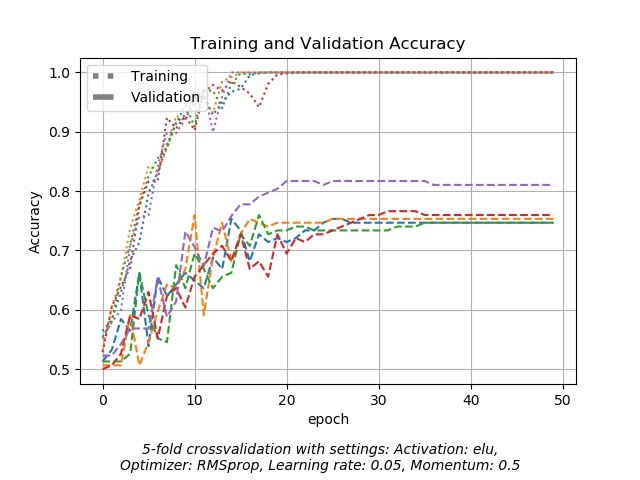 Training and Validation Accuracy
1.0
0.9
0.8
0.7
0.6
0.5
Accuracy
Training
Validation
0
10
20
30
40
50
epoch
5-fold crossvalidation with settings: Activation: elu,
Optimizer: RMSprop, Learning rate: 0.05, Momentum: 0.5